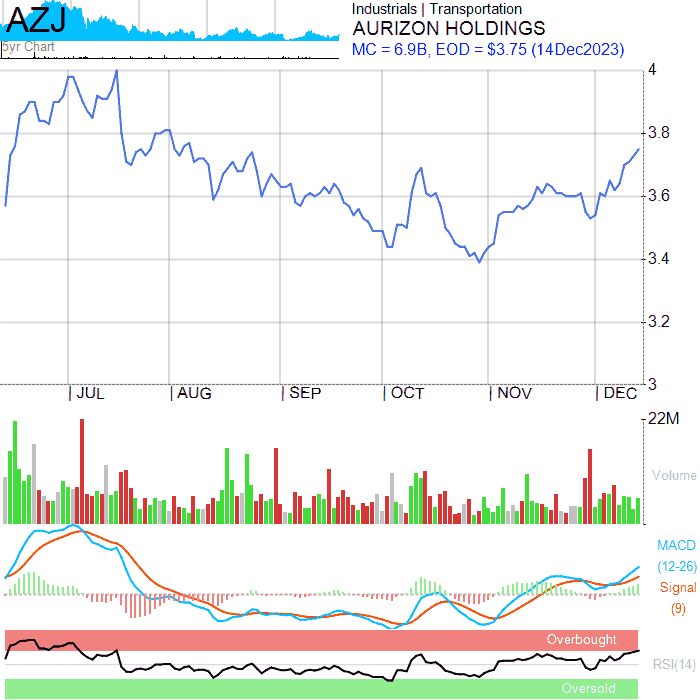 AZJ
5yr Chart
Industrials | Transportation
AURIZON HOLDINGS
MC = 6.9B, EOD = $3.75 (14Dec2023)
4
3.8
3.6
3.4
3.2
3
JUL AUG SEP OCT NOV DEC
22M
Volume
MACD
(12-26)
Signal
(9)
Overbought
RSI(14)
Oversold